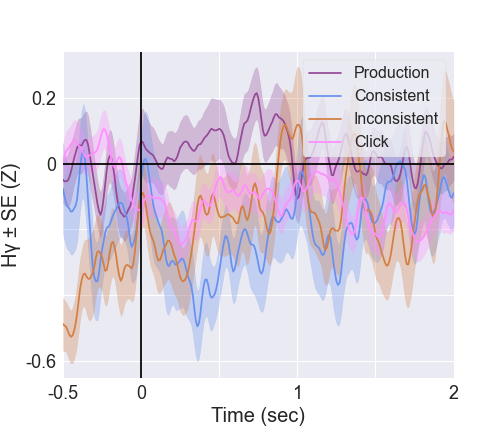 Production
Consistent
Inconsistent
Click
0.2
0
-0.6
Hγ ± SE (Z)
-0.5
0
1
2
Time (sec)